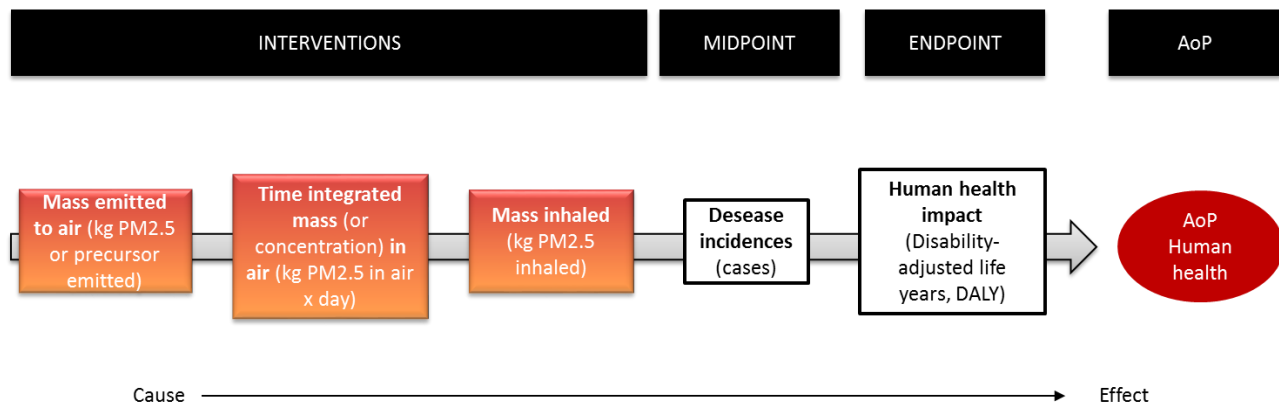 INTERVENTIONS
MIDPOINT
ENDPOINT
AoP
Mass emitted
to air (kg PM2.5
or precursor
emitted)
Time integrated
mass (or
concentration) in
air (kg PM2.5 in air
x day)
Mass inhaled
(kg PM2.5
inhaled)
Desease
incidences
(cases)
Human health
impact
(Disability-
adjusted life
years, DALY)
AoP
Human
health
Cause
Effect